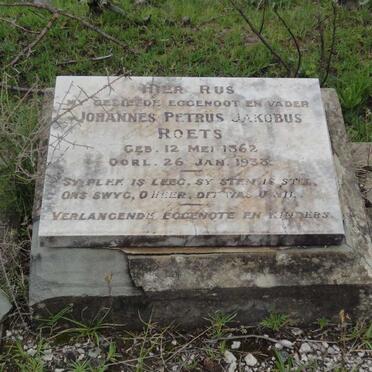 HIER RUS
MY GELIEFDE EGGENOOT EN VADER
JOHANNES PETRUS JAKOBUS
ROETS
GEB. 12 MEI 1862
OORL. 26 JAN. 1938.
SY PLEK IS LEEG, SY STEM IS STIL,
ONS SWYG, O HEER, DIT WAS U WIL.
VERLANGENDE EGGENOTE EN KINDERS.